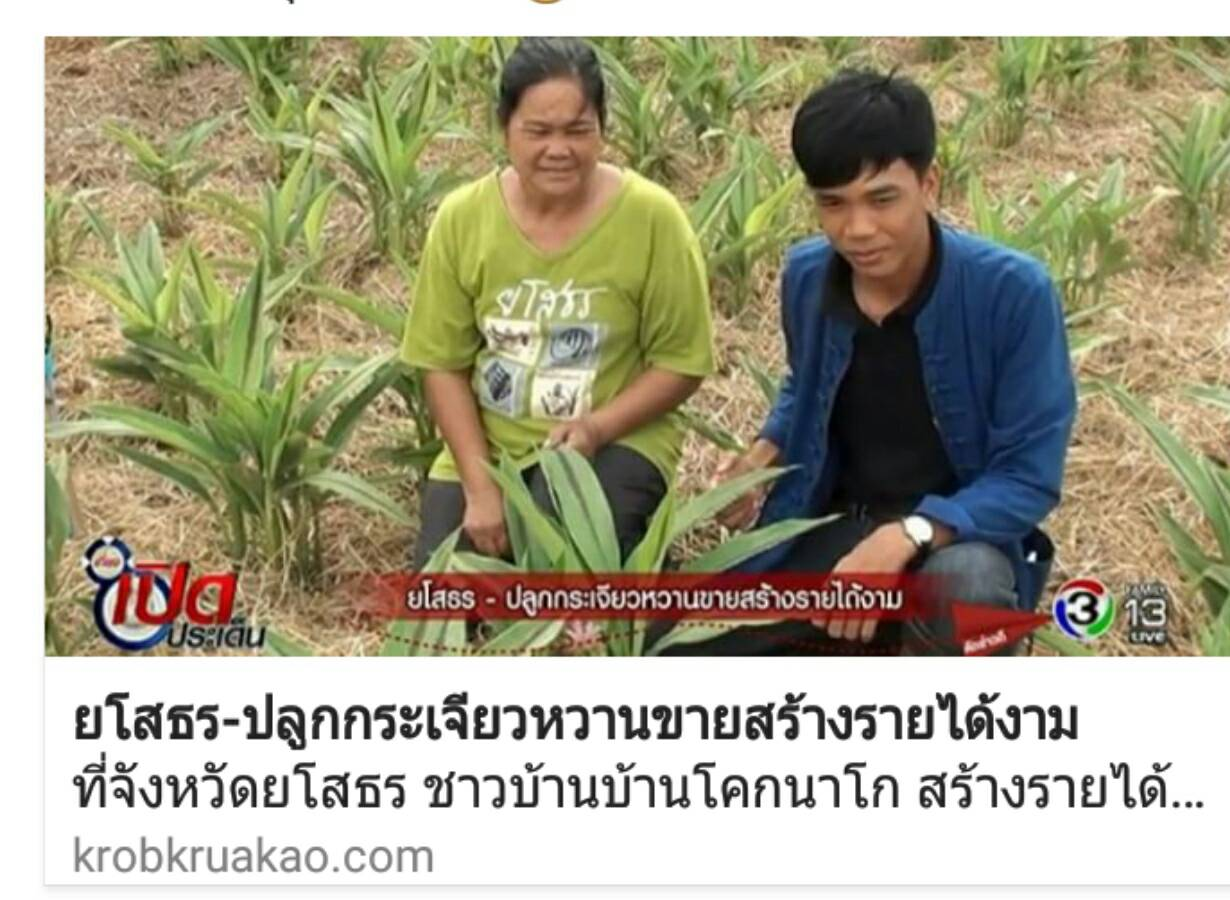 ยโสธร
เปิด
ประเด็น
ยโสธร - ปลูกกระเจียวหวานขายสร้างรายได้งาม
3
FAMILY
13
LIVE
ยโสธร-ปลูกกระเจียวหวานขายสร้างรายได้งาม
ที่จังหวัดยโสธร ชาวบ้านบ้านโคกนาโก สร้างรายได้...
krobkruakao.com